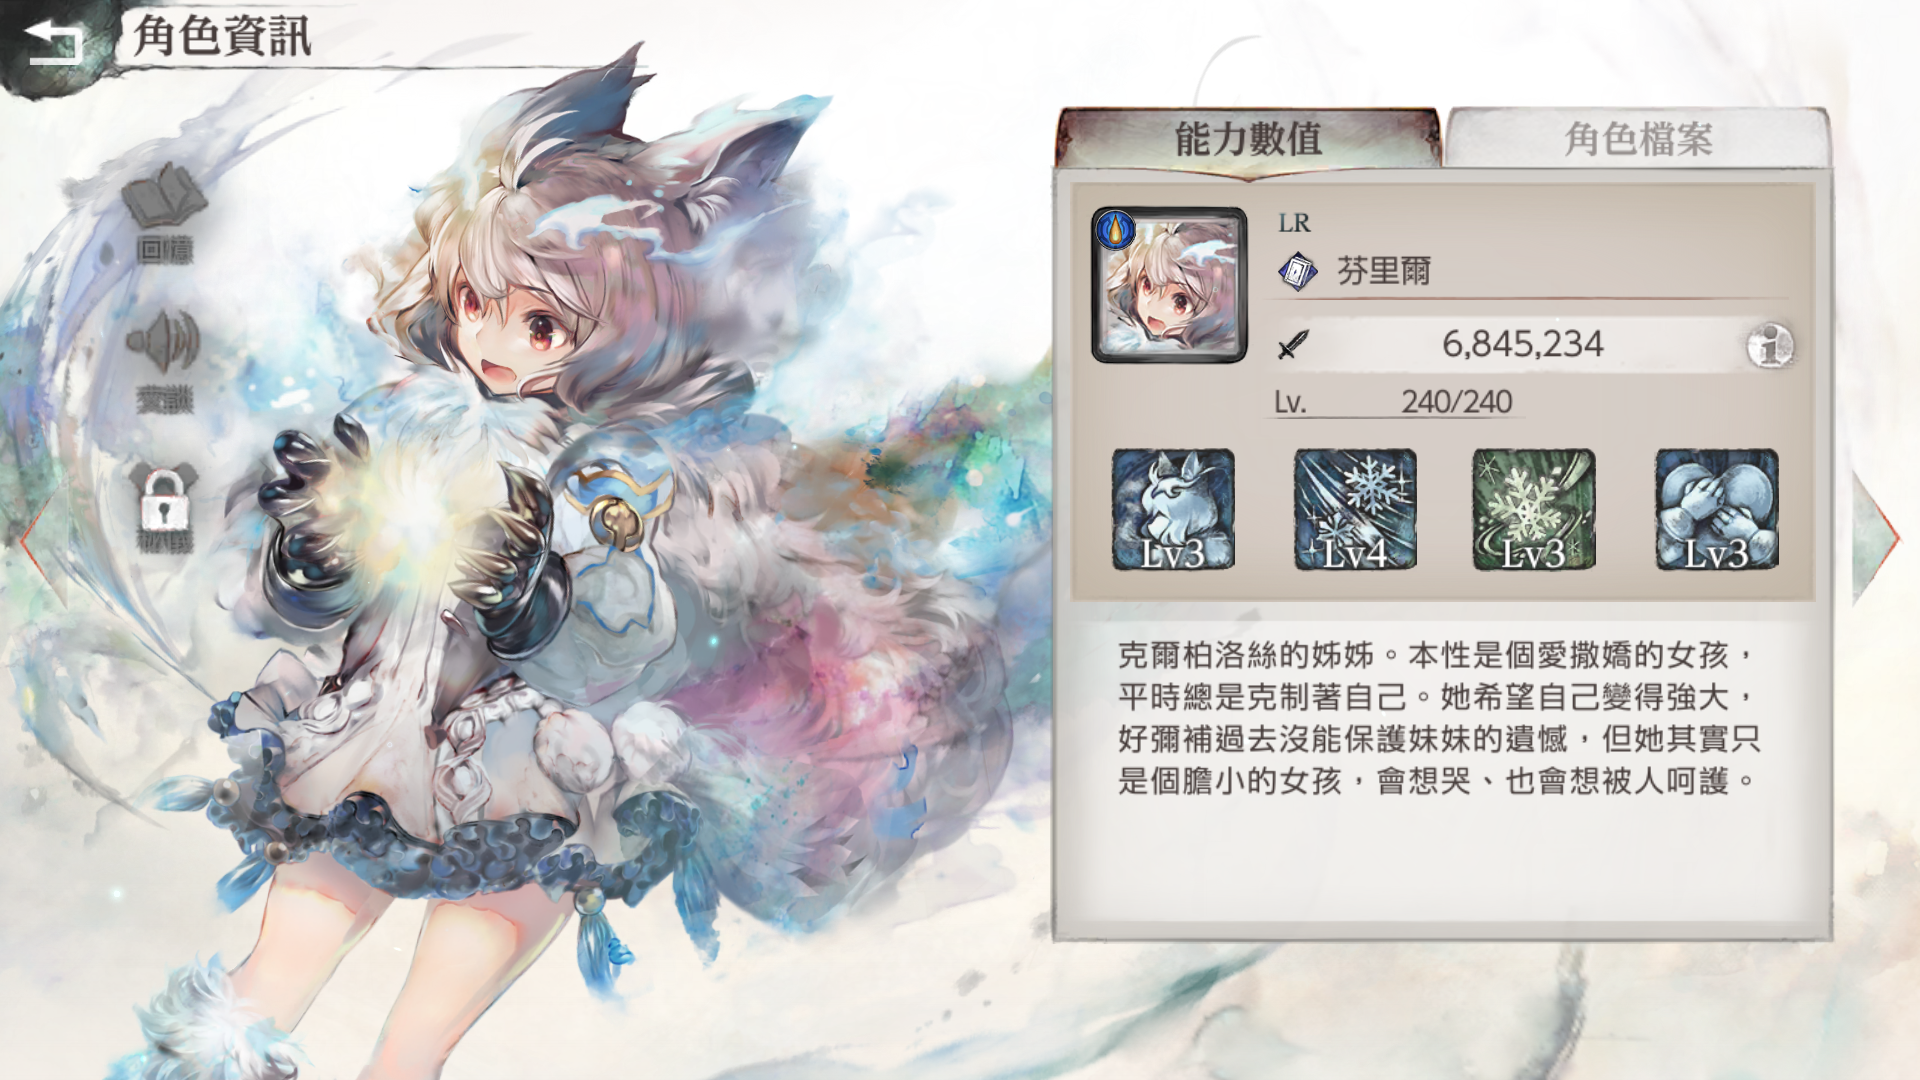 角色資訊
回憶
能力數值
角色檔案
LR
芬里爾
6,845,234
Lv. 240/240
Lv3
Lv4
Lv3
Lv3
克爾柏洛絲的姊姊。本性是個愛撒嬌的女孩，
平時總是克制著自己。她希望自己變得強大，
好彌補過去沒能保護妹妹的遺憾，但她其實只
是個膽小的女孩，會想哭、也會想被人呵護。